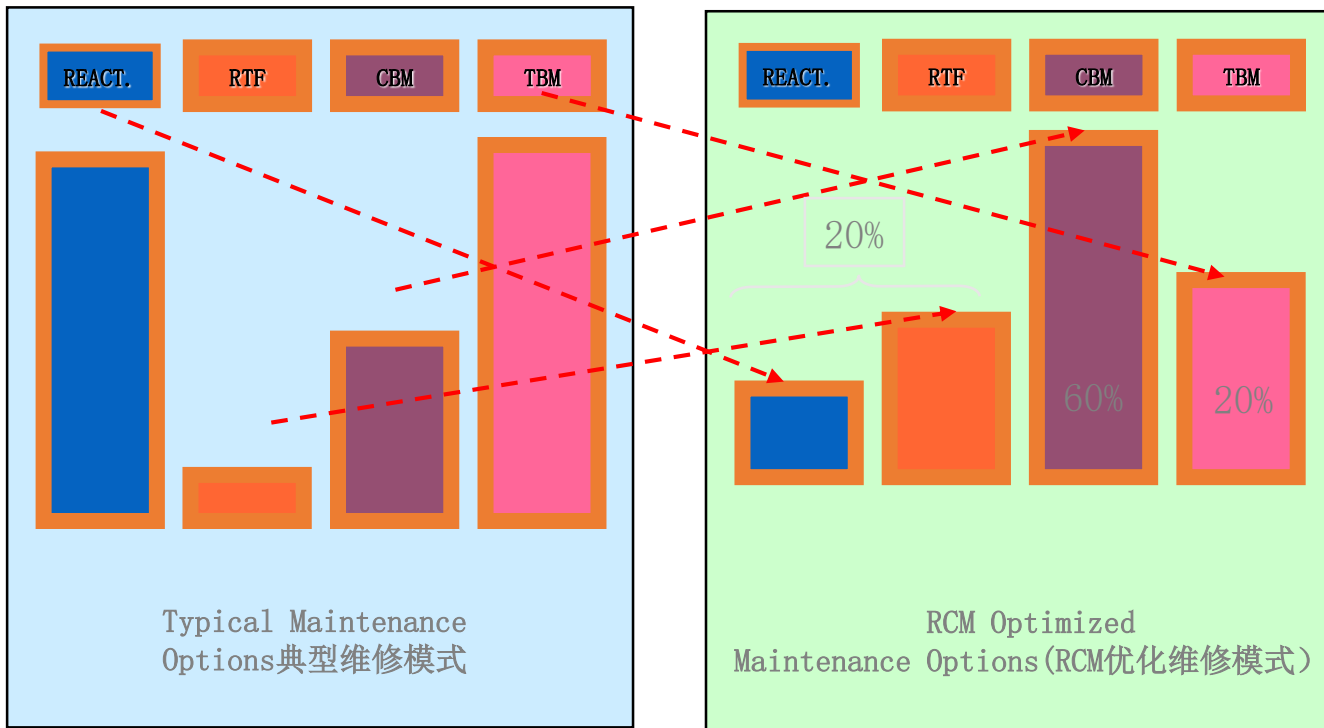 REACT.
RTF
CBM
TBM
Typical Maintenance
Options典型维修模式
REACT.
RTF
CBM
TBM
20%
60%
20%
RCM Optimized
Maintenance Options(RCM优化维修模式）